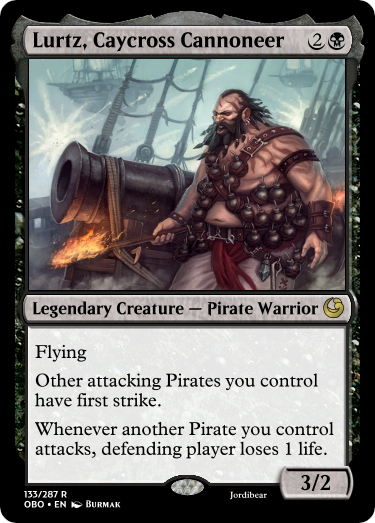 Lurtz, Caycross Cannoneer 2
Legendary Creature — Pirate Warrior
Flying
Other attacking Pirates you control
have first strike.
Whenever another Pirate you control
attacks, defending player loses 1 life.
3/2
133/287 R
OBO • EN Burmak
Jordibear